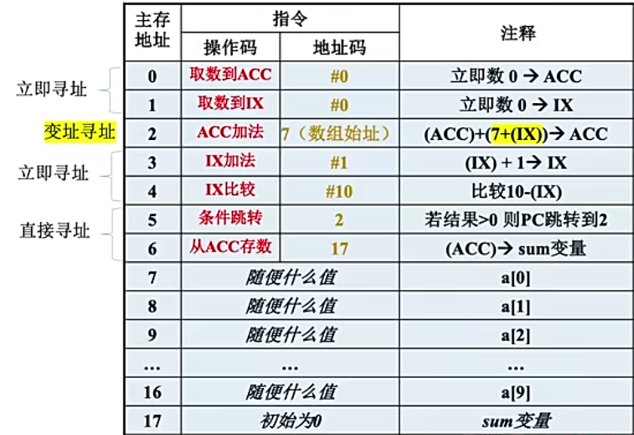 主存地址 指令 注释
操作码 地址码
立即寻址
0 取数到ACC #0 立即数 0 → ACC
1 取数到IX #0 立即数 0 → IX
变址寻址 2 ACC加法 7（数组始址） (ACC)+(7+(IX))→ ACC
立即寻址
3 IX加法 #1 (IX) + 1→ IX
4 IX比较 #10 比较10-(IX)
直接寻址
5 条件跳转 2 若结果>0 则PC跳转到2
6 从ACC存数 17 (ACC)→ sum变量
7 随便什么值 a[0]
8 随便什么值 a[1]
9 随便什么值 a[2]
... ... ...
16 随便什么值 a[9]
17 初始为0 sum变量